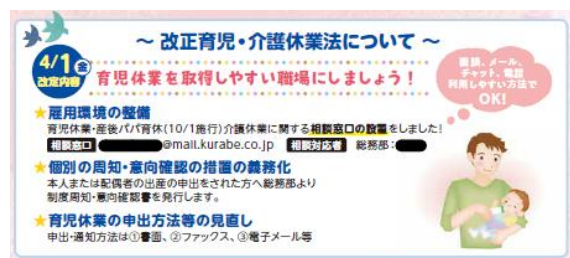 ～ 改正育児・介護休業法について ～
4/1金
改定内容
育児休業を取得しやすい職場にしましょう！
面談、メール、
チャット、電話
利用しやすい方法で
OK!
★雇用環境の整備
育児休業・産後パパ育休(10/1施行)介護休業に関する相談窓口の設置をしました!
相談窓口 @mail.kurabe.co.jp 相談対応者 総務部：
★個別の周知・意向確認の措置の義務化
本人または配偶者の出産の申出をされた方へ総務部より
制度周知・意向確認書を発行します。
★育児休業の申出方法等の見直し
申出・通知方法は①書面、②ファックス、③電子メール等